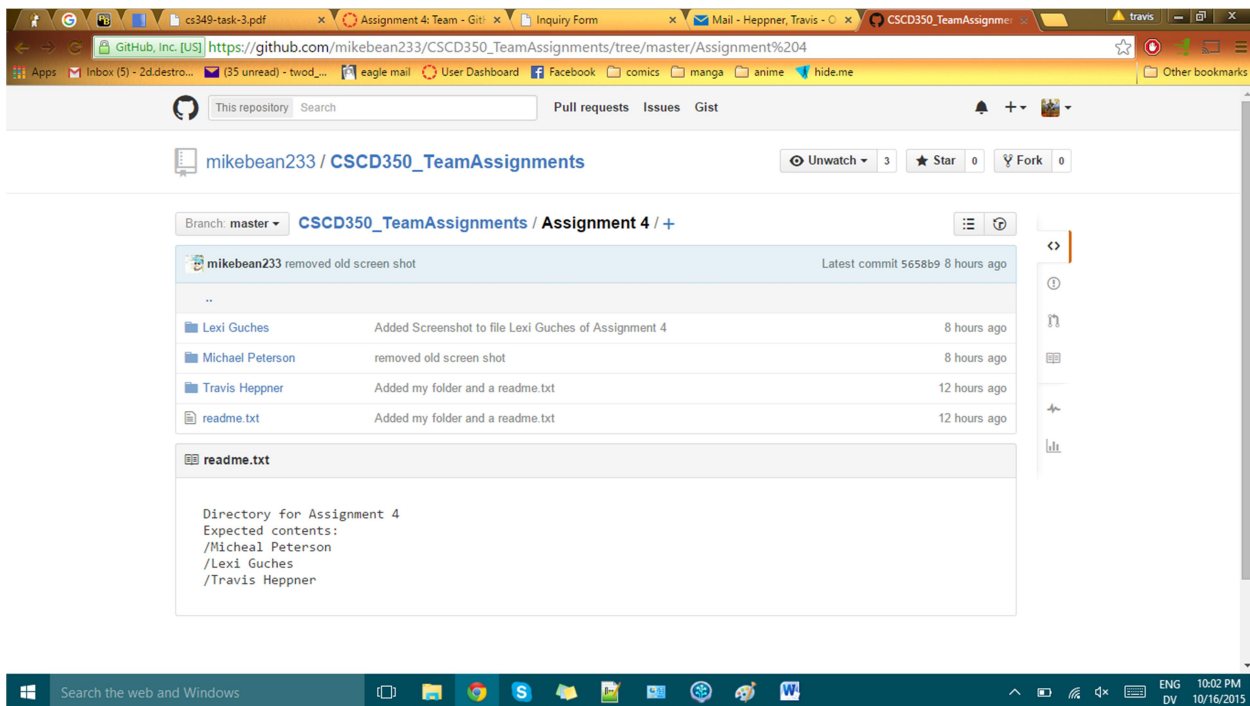 cs349-task-3.pdf
Assignment 4: Team - Gitl
Inquiry Form
Mail - Heppner, Travis - O
CSCD350_TeamAssignmer
travis
GitHub, Inc. [US] https://github.com/mikebean233/CSCD350_TeamAssignments/tree/master/Assignment%204
Apps Inbox (5) - 2d.destro... (35 unread) - twod_... eagle mail User Dashboard Facebook comics manga anime hide.me Other bookmarks
This repository Search Pull requests Issues Gist
mikebean233 / CSCD350_TeamAssignments Unwatch 3 Star 0 Fork 0
Branch: master CSCD350_TeamAssignments / Assignment 4 / +
mikebean233 removed old screen shot Latest commit 5658b9 8 hours ago
..
Lexi Guches Added Screenshot to file Lexi Guches of Assignment 4 8 hours ago
Michael Peterson removed old screen shot 8 hours ago
Travis Heppner Added my folder and a readme.txt 12 hours ago
readme.txt Added my folder and a readme.txt 12 hours ago
readme.txt
Directory for Assignment 4
Expected contents:
/Micheal Peterson
/Lexi Guches
/Travis Heppner
Search the web and Windows
ENG 10:02 PM
DV 10/16/2015